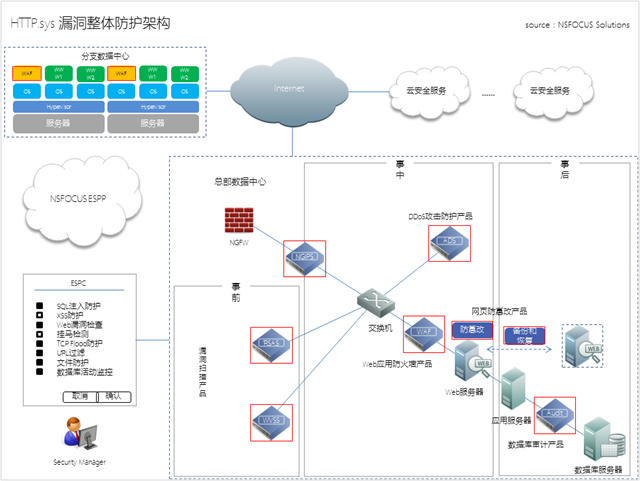 HTTP.sys 漏洞整体防护架构
source：NSFOCUS Solutions
分支数据中心
WAF
WW
W1
WW
W2
WAF
WW
W1
WW
W2
OS
OS
OS
OS
OS
OS
Hypervisor
Hypervisor
服务器
服务器
Internet
云安全服务
......
云安全服务
NSFOCUS ESPP
总部数据中心
事
中
事
后
NGFW
DDoS攻击防护产品
ADS
NGIPS
事
前
交换机
网页防篡改产品
ESPC
SQL注入防护
XSS防护
Web漏洞检查
挂马检测
TCP Flood防护
URL过滤
文件防护
数据库活动监控
取消
确认
漏洞扫描产品
RSAS
WVSS
WAF
Web应用防火墙产品
防篡改
备份和
恢复
WEB
WEB
Web服务器
应用服务器
Audit
数据库审计产品
数据库服务器
Security Manager